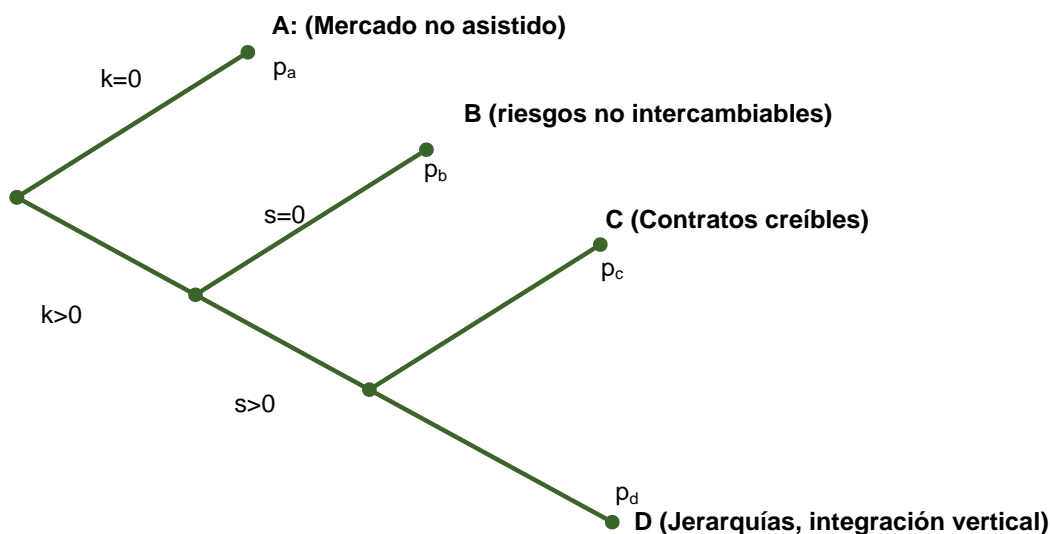 A: (Mercado no asistido)
k=0
pa
B (riesgos no intercambiables)
pb
s=0
C (Contratos creíbles)
pc
k>0
s>0
pd
D (Jerarquías, integración vertical)